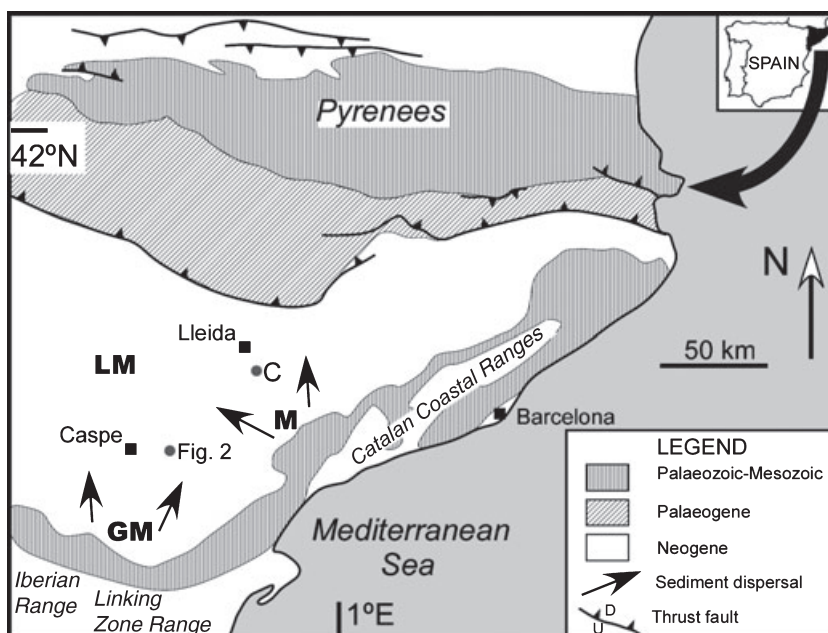 SPAIN
Pyrenees
42ºN
N
50 km
Lleida
C
LM
M
Catalan Coastal Ranges
Barcelona
Caspe
Fig. 2
GM
Mediterranean
Sea
Iberian
Range
Linking
Zone Range
1ºE
LEGEND
Palaeozoic-Mesozoic
Palaeogene
Neogene
Sediment dispersal
D
U
Thrust fault